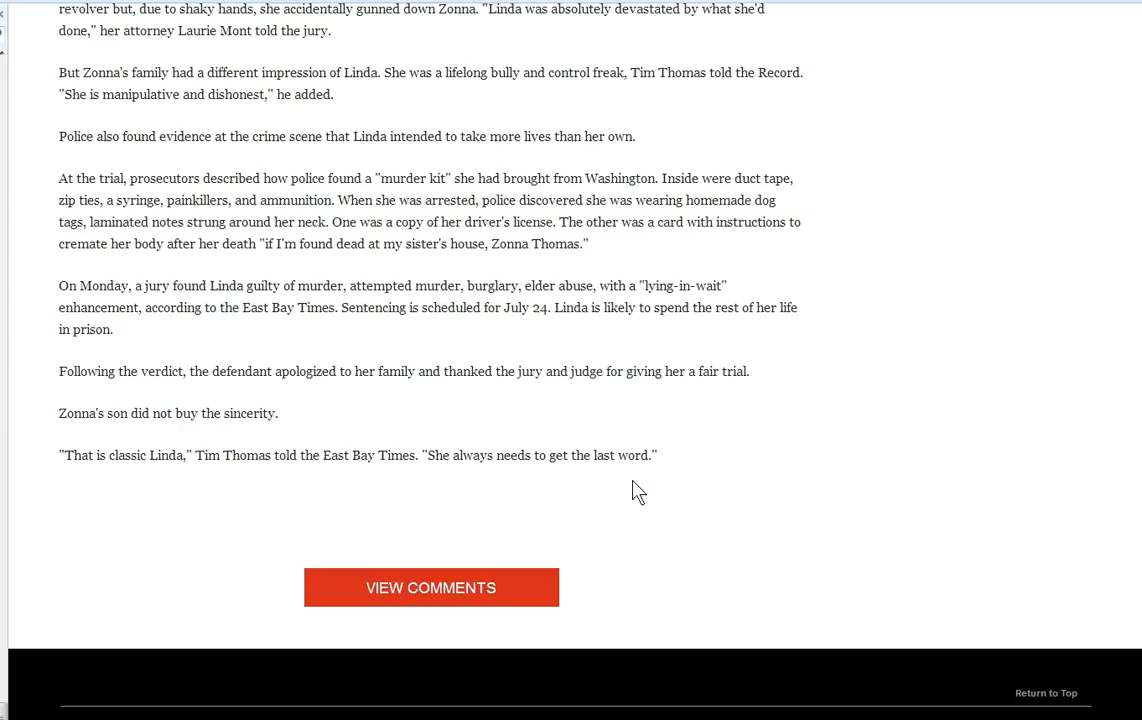 revolver but, due to shaky hands, she accidentally gunned down Zonna. "Linda was absolutely devastated by what she'd
done," her attorney Laurie Mont told the jury.
But Zonna's family had a different impression of Linda. She was a lifelong bully and control freak, Tim Thomas told the Record.
"She is manipulative and dishonest," he added.
Police also found evidence at the crime scene that Linda intended to take more lives than her own.
At the trial, prosecutors described how police found a "murder kit" she had brought from Washington. Inside were duct tape,
zip ties, a syringe, painkillers, and ammunition. When she was arrested, police discovered she was wearing homemade dog
tags, laminated notes strung around her neck. One was a copy of her driver's license. The other was a card with instructions to
cremate her body after her death "if I'm found dead at my sister's house, Zonna Thomas."
On Monday, a jury found Linda guilty of murder, attempted murder, burglary, elder abuse, with a "lying-in-wait"
enhancement, according to the East Bay Times. Sentencing is scheduled for July 24. Linda is likely to spend the rest of her life
in prison.
Following the verdict, the defendant apologized to her family and thanked the jury and judge for giving her a fair trial.
Zonna's son did not buy the sincerity.
"That is classic Linda," Tim Thomas told the East Bay Times. "She always needs to get the last word."
VIEW COMMENTS
Return to Top